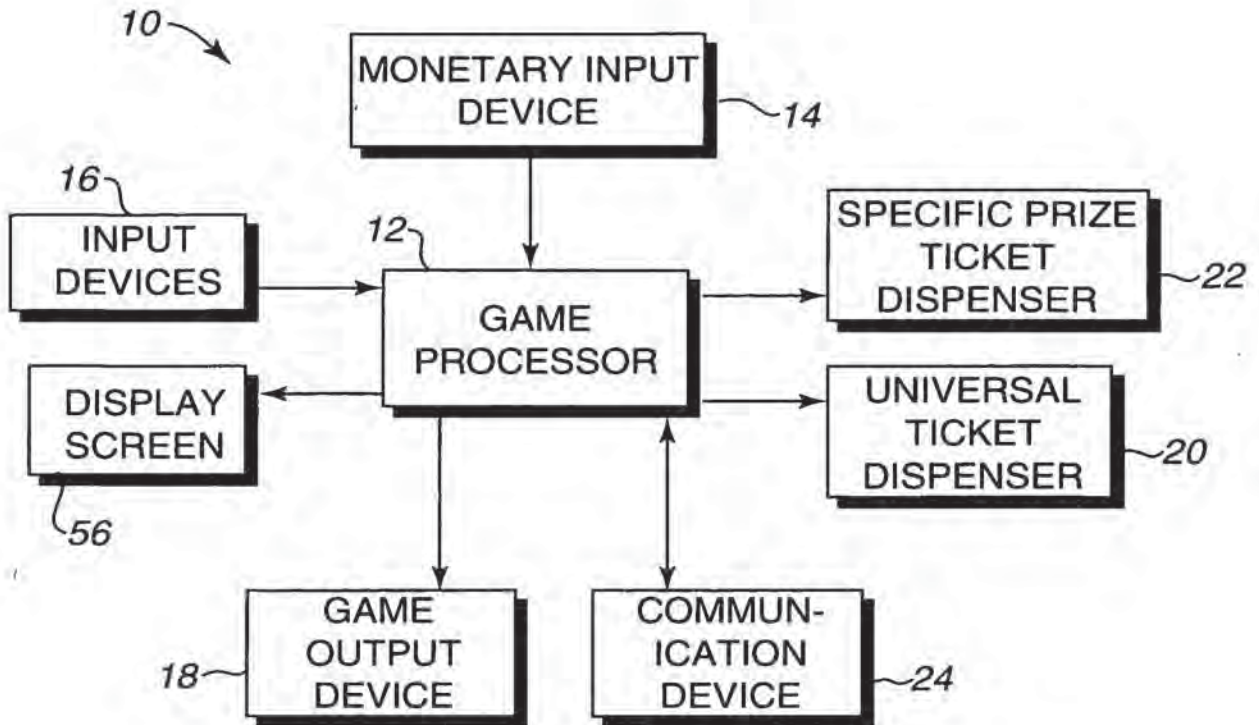 10
MONETARY INPUT
DEVICE
14
16
INPUT
DEVICES
12
GAME
PROCESSOR
SPECIFIC PRIZE
TICKET
DISPENSER
22
DISPLAY
SCREEN
56
UNIVERSAL
TICKET
DISPENSER
20
GAME
OUTPUT
DEVICE
18
COMMUN-
ICATION
DEVICE
24